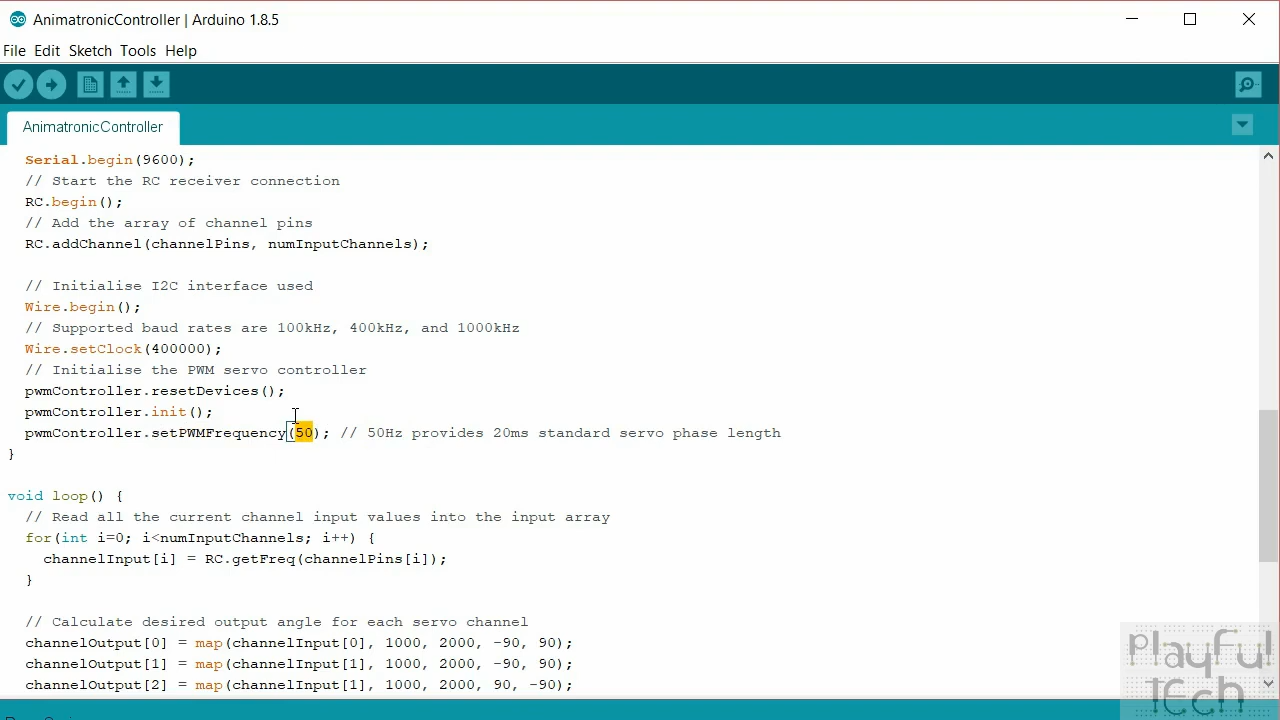 AnimatronicController | Arduino 1.8.5
File Edit Sketch Tools Help
AnimatronicController
Serial.begin(9600);
// Start the RC receiver connection
RC.begin();
// Add the array of channel pins
RC.addChannel(channelPins, numInputChannels);
// Initialise I2C interface used
Wire.begin();
// Supported baud rates are 100kHz, 400kHz, and 1000kHz
Wire.setClock(400000);
// Initialise the PWM servo controller
pwmController.resetDevices();
pwmController.init();
pwmController.setPWMFrequency(50); // 50Hz provides 20ms standard servo phase length
}
void loop() {
// Read all the current channel input values into the input array
for(int i=0; i<numInputChannels; i++) {
channelInput[i] = RC.getFreq(channelPins[i]);
}
// Calculate desired output angle for each servo channel
channelOutput[0] = map(channelInput[0], 1000, 2000, -90, 90);
channelOutput[1] = map(channelInput[1], 1000, 2000, -90, 90);
channelOutput[2] = map(channelInput[1], 1000, 2000, 90, -90);
playful
tech